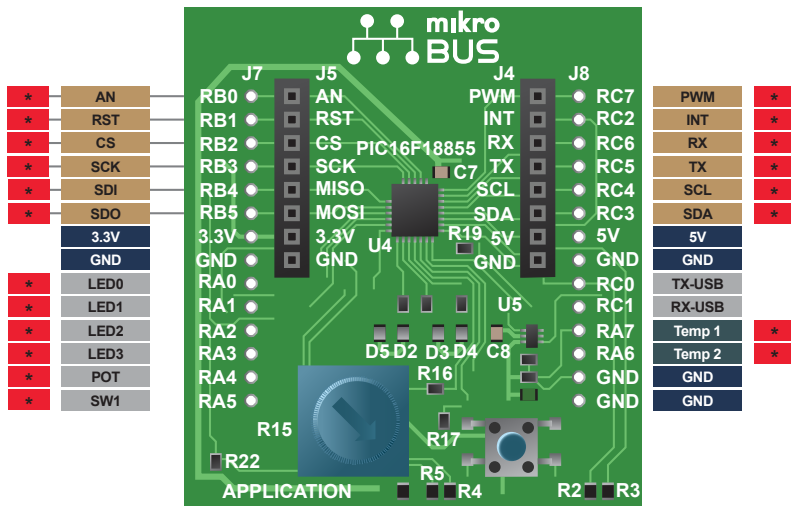 mikro
BUS
J7 J5 J4 J8
* AN RB0 AN PWM RC7 PWM *
* RST RB1 RST INT RC2 INT *
* CS RB2 CS PIC16F18855 RX RC6 RX *
* SCK RB3 SCK C7 TX RC5 TX *
* SDI RB4 MISO SCL RC4 SCL *
* SDO RB5 MOSI SDA RC3 SDA *
3.3V 3.3V 3.3V U4 R19 5V 5V 5V
GND GND GND GND GND GND
* LED0 RA0 RC0 TX-USB
* LED1 RA1 U5 RC1 RX-USB
* LED2 RA2 RA7 Temp 1 *
* LED3 RA3 D5 D2 D3 D4 C8 RA6 Temp 2 *
* POT RA4 R16 GND GND
* SW1 RA5 GND GND
R15 R17
R22 R5
APPLICATION R4 R2 R3